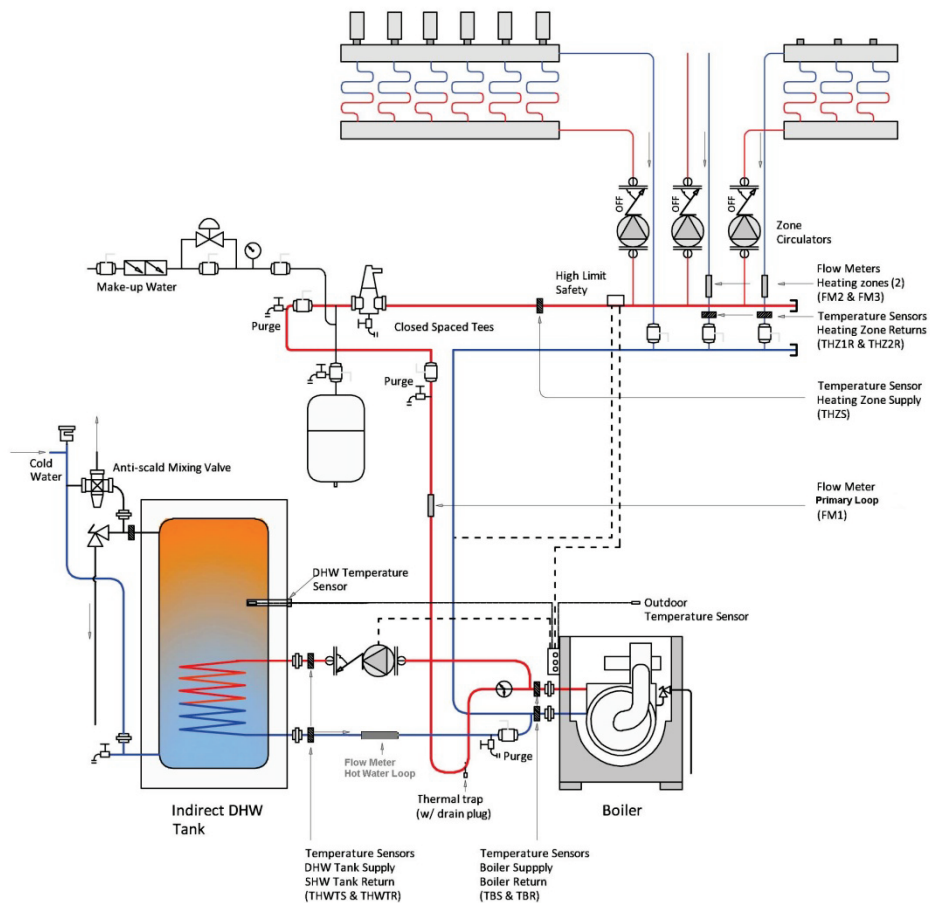 OFF
OFF
OFF
Zone
Circulators
Make-up Water
High Limit
Safety
Flow Meters
Heating zones (2)
(FM2 & FM3)
Purge
Closed Spaced Tees
Temperature Sensors
Heating Zone Returns
(THZ1R & THZ2R)
Purge
Temperature Sensor
Heating Zone Supply
(THZS)
Cold
Water
Anti-scald Mixing Valve
Flow Meter
Primary Loop
(FM1)
DHW Temperature
Sensor
Outdoor
Temperature Sensor
Flow Meter
Hot Water Loop
Purge
Thermal trap
(w/ drain plug)
Indirect DHW
Tank
Boiler
Temperature Sensors
DHW Tank Supply
SHW Tank Return
(THWTS & THWTR)
Temperature Sensors
Boiler Suppply
Boiler Return
(TBS & TBR)